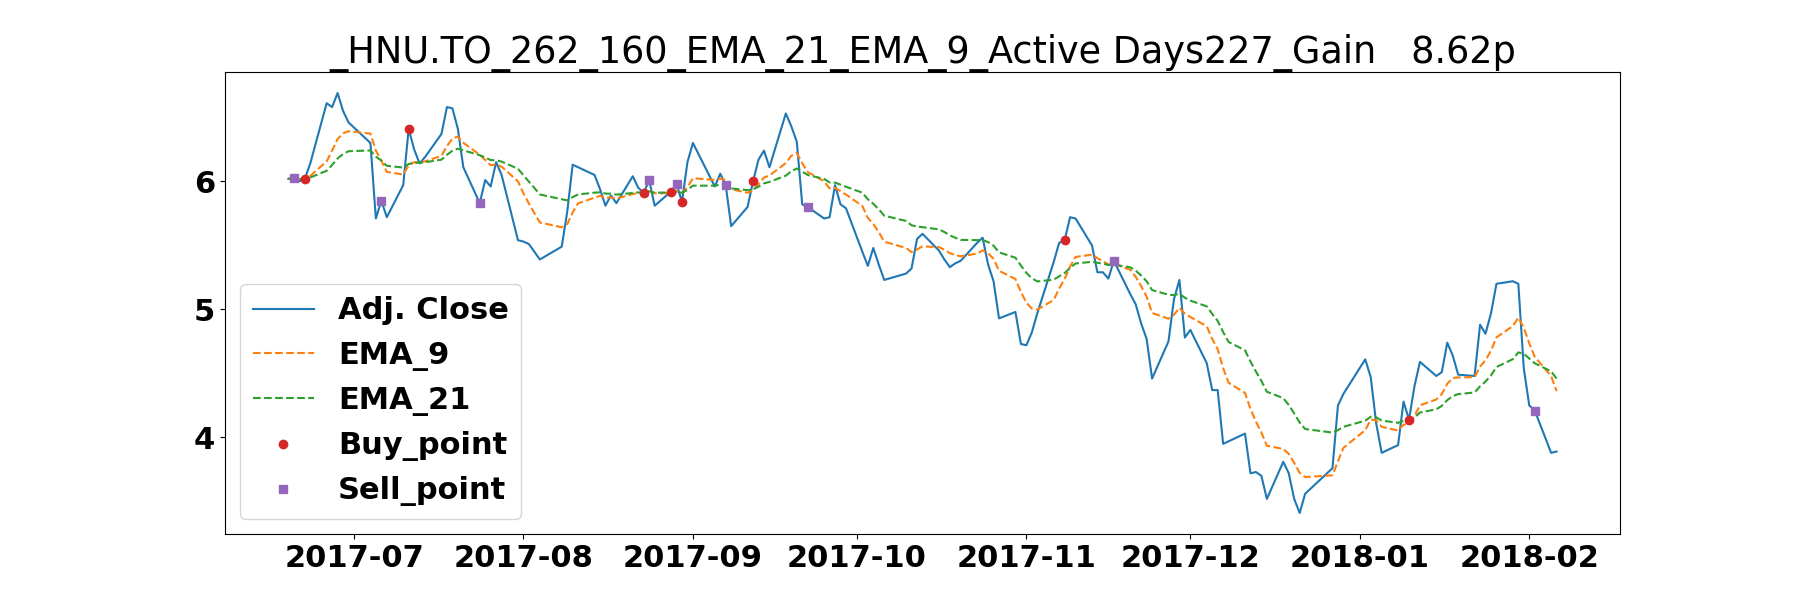 _HNU.TO_262_160_EMA_21_EMA_9_Active Days227_Gain   8.62p
6
5
4
Adj. Close
EMA_9
EMA_21
Buy_point
Sell_point
2017-07 2017-08 2017-09 2017-10 2017-11 2017-12 2018-01 2018-02